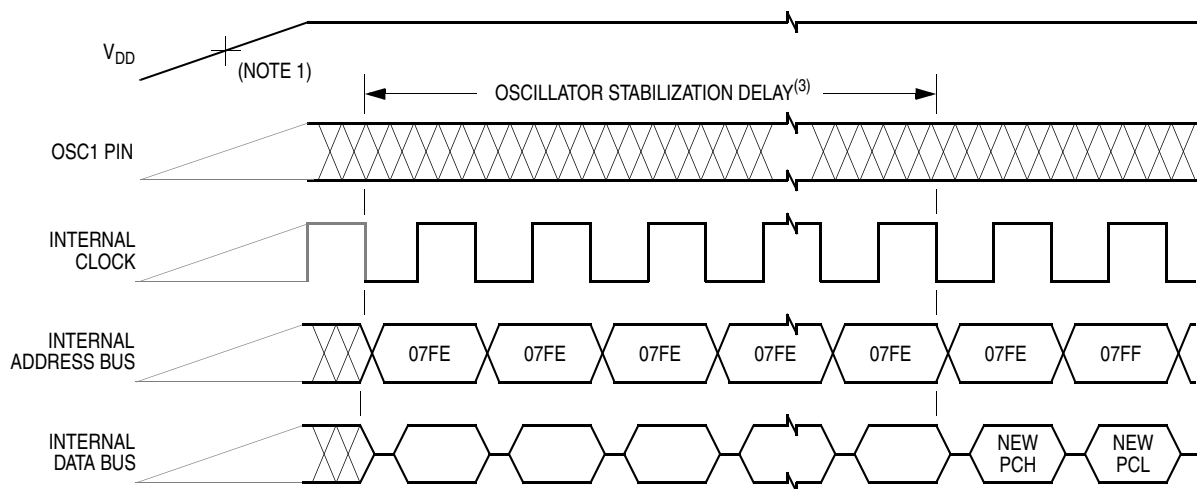 VDD
(NOTE 1)
OSCILLATOR STABILIZATION DELAY(3)
OSC1 PIN
INTERNAL
CLOCK
INTERNAL
ADDRESS BUS
07FE 07FE 07FE 07FE 07FE 07FE 07FF
INTERNAL
DATA BUS
NEW
PCH
NEW
PCL